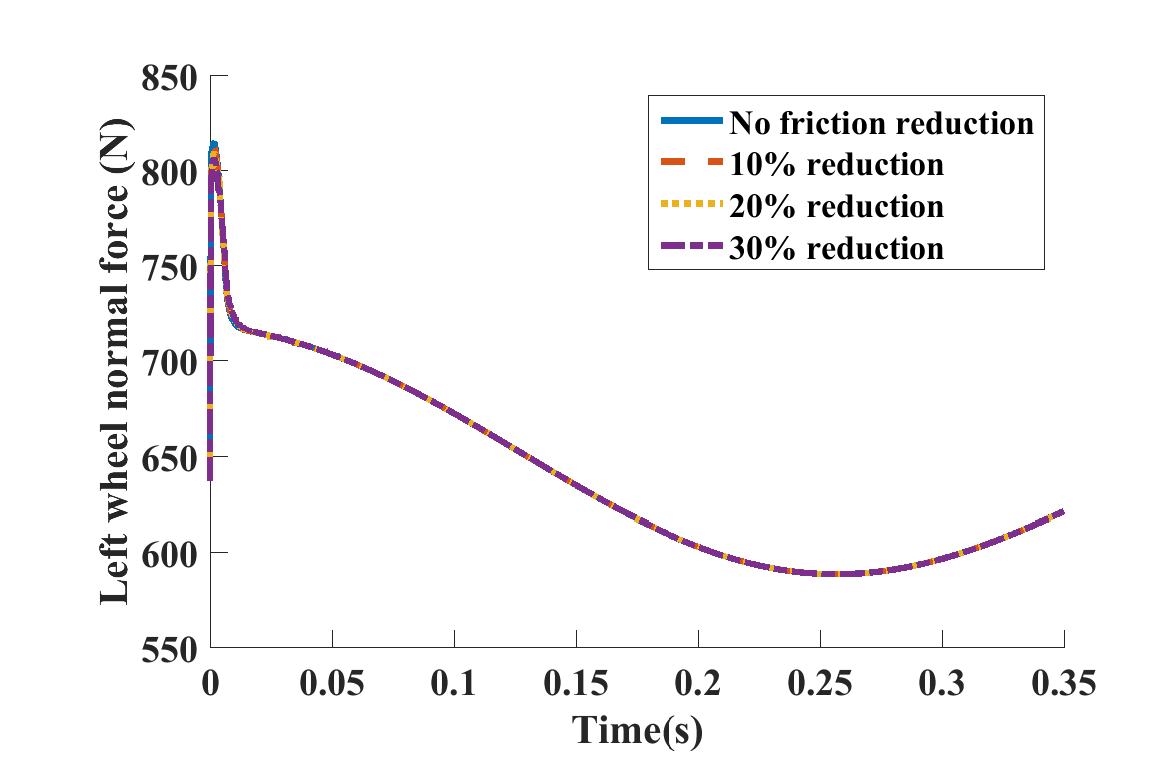 850
800
750
700
650
600
550
Left wheel normal force (N)
No friction reduction
10% reduction
20% reduction
30% reduction
0 0.05 0.1 0.15 0.2 0.25 0.3 0.35
Time(s)